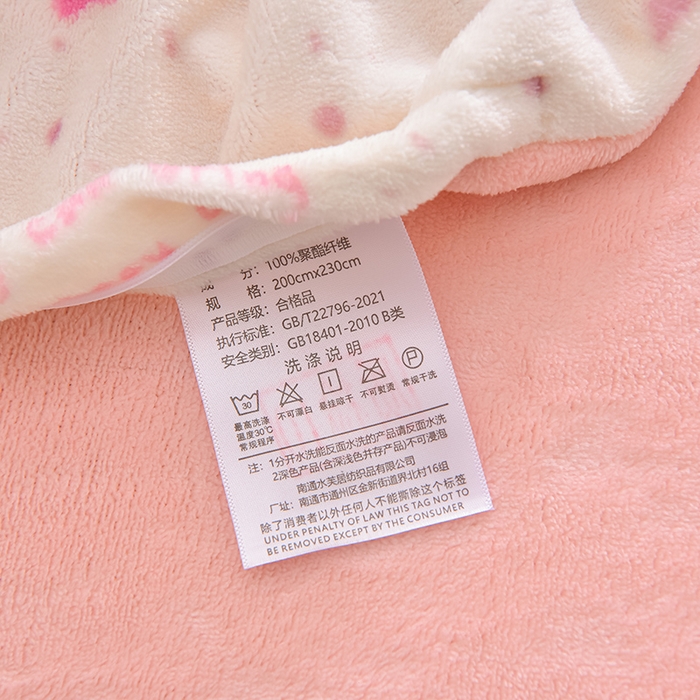 成 分：100%聚酯纤维
规 格：200cmx230cm
产品等级：合格品
执行标准：GB/T22796-2021
安全类别：GB18401-2010 B类
洗涤说明
30
P
最高洗涤 不可漂白 悬挂晾干 不可熨烫 常规干洗
温度30℃
常规程序
注：1分开水洗能反面水洗的产品请反面水洗
2深色产品(含深浅色并存产品)不可浸泡
南通水芙居纺织品有限公司
厂址：南通市通州区金新街道界北村16组
除了消费者以外任何人不能撕除这个标签
UNDER PENALTY OF LAW THIS TAG NOT TO
BE REMOVED EXCEPT BY THE CONSUMER